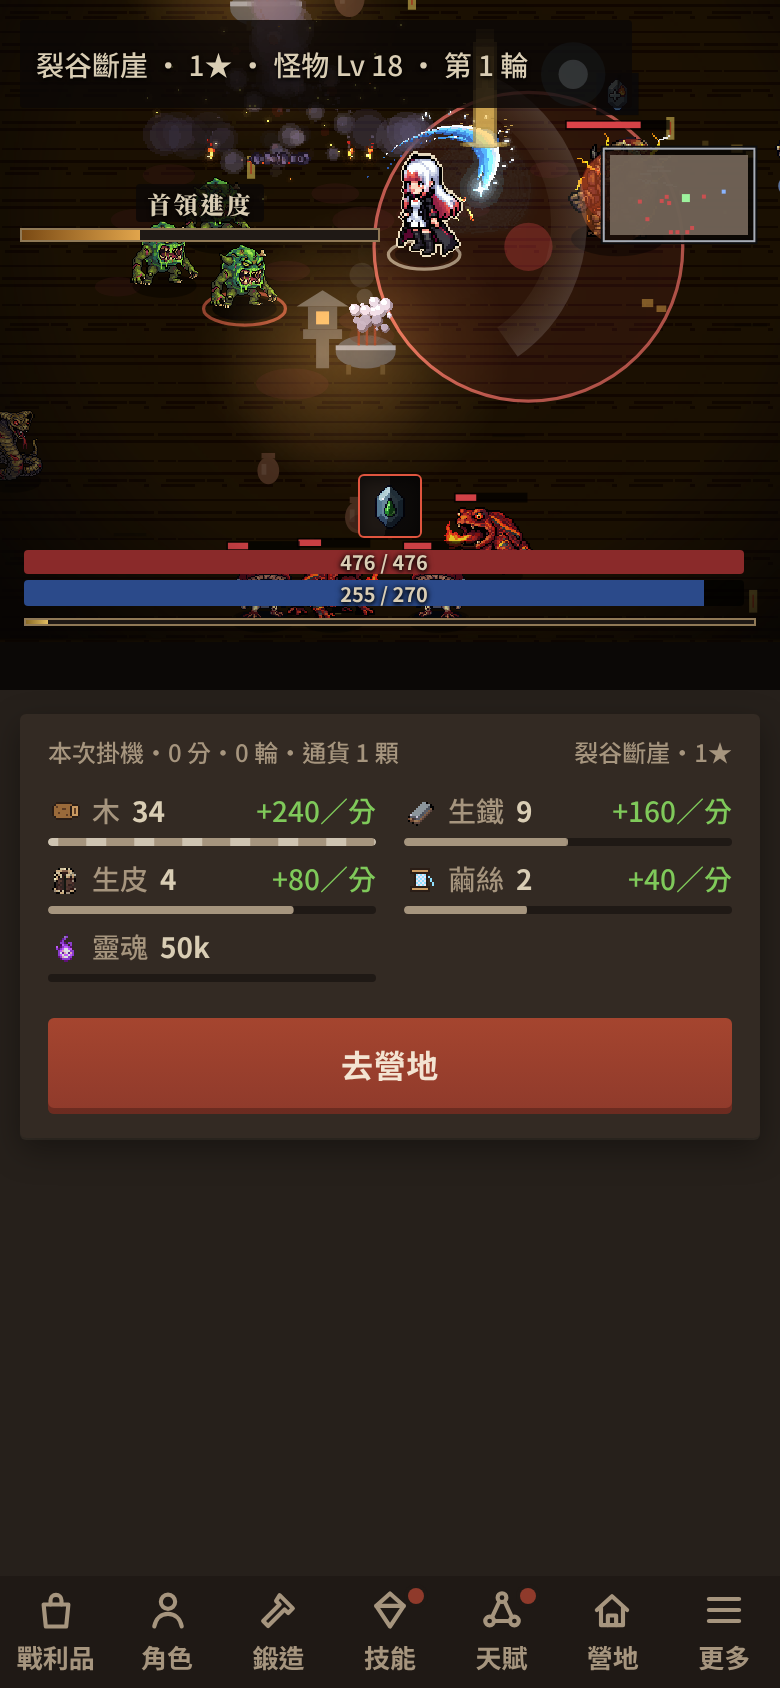 裂谷斷崖 • 1★ • 怪物 Lv 18 • 第 1 輪
首領進度
476 / 476
255 / 270
本次掛機・0 分・0 輪・通貨 1 顆
裂谷斷崖・1★
木 34 +240／分
生鐵 9 +160／分
生皮 4 +80／分
繭絲 2 +40／分
靈魂 50k
去營地
戰利品
角色
鍛造
技能
天賦
營地
更多